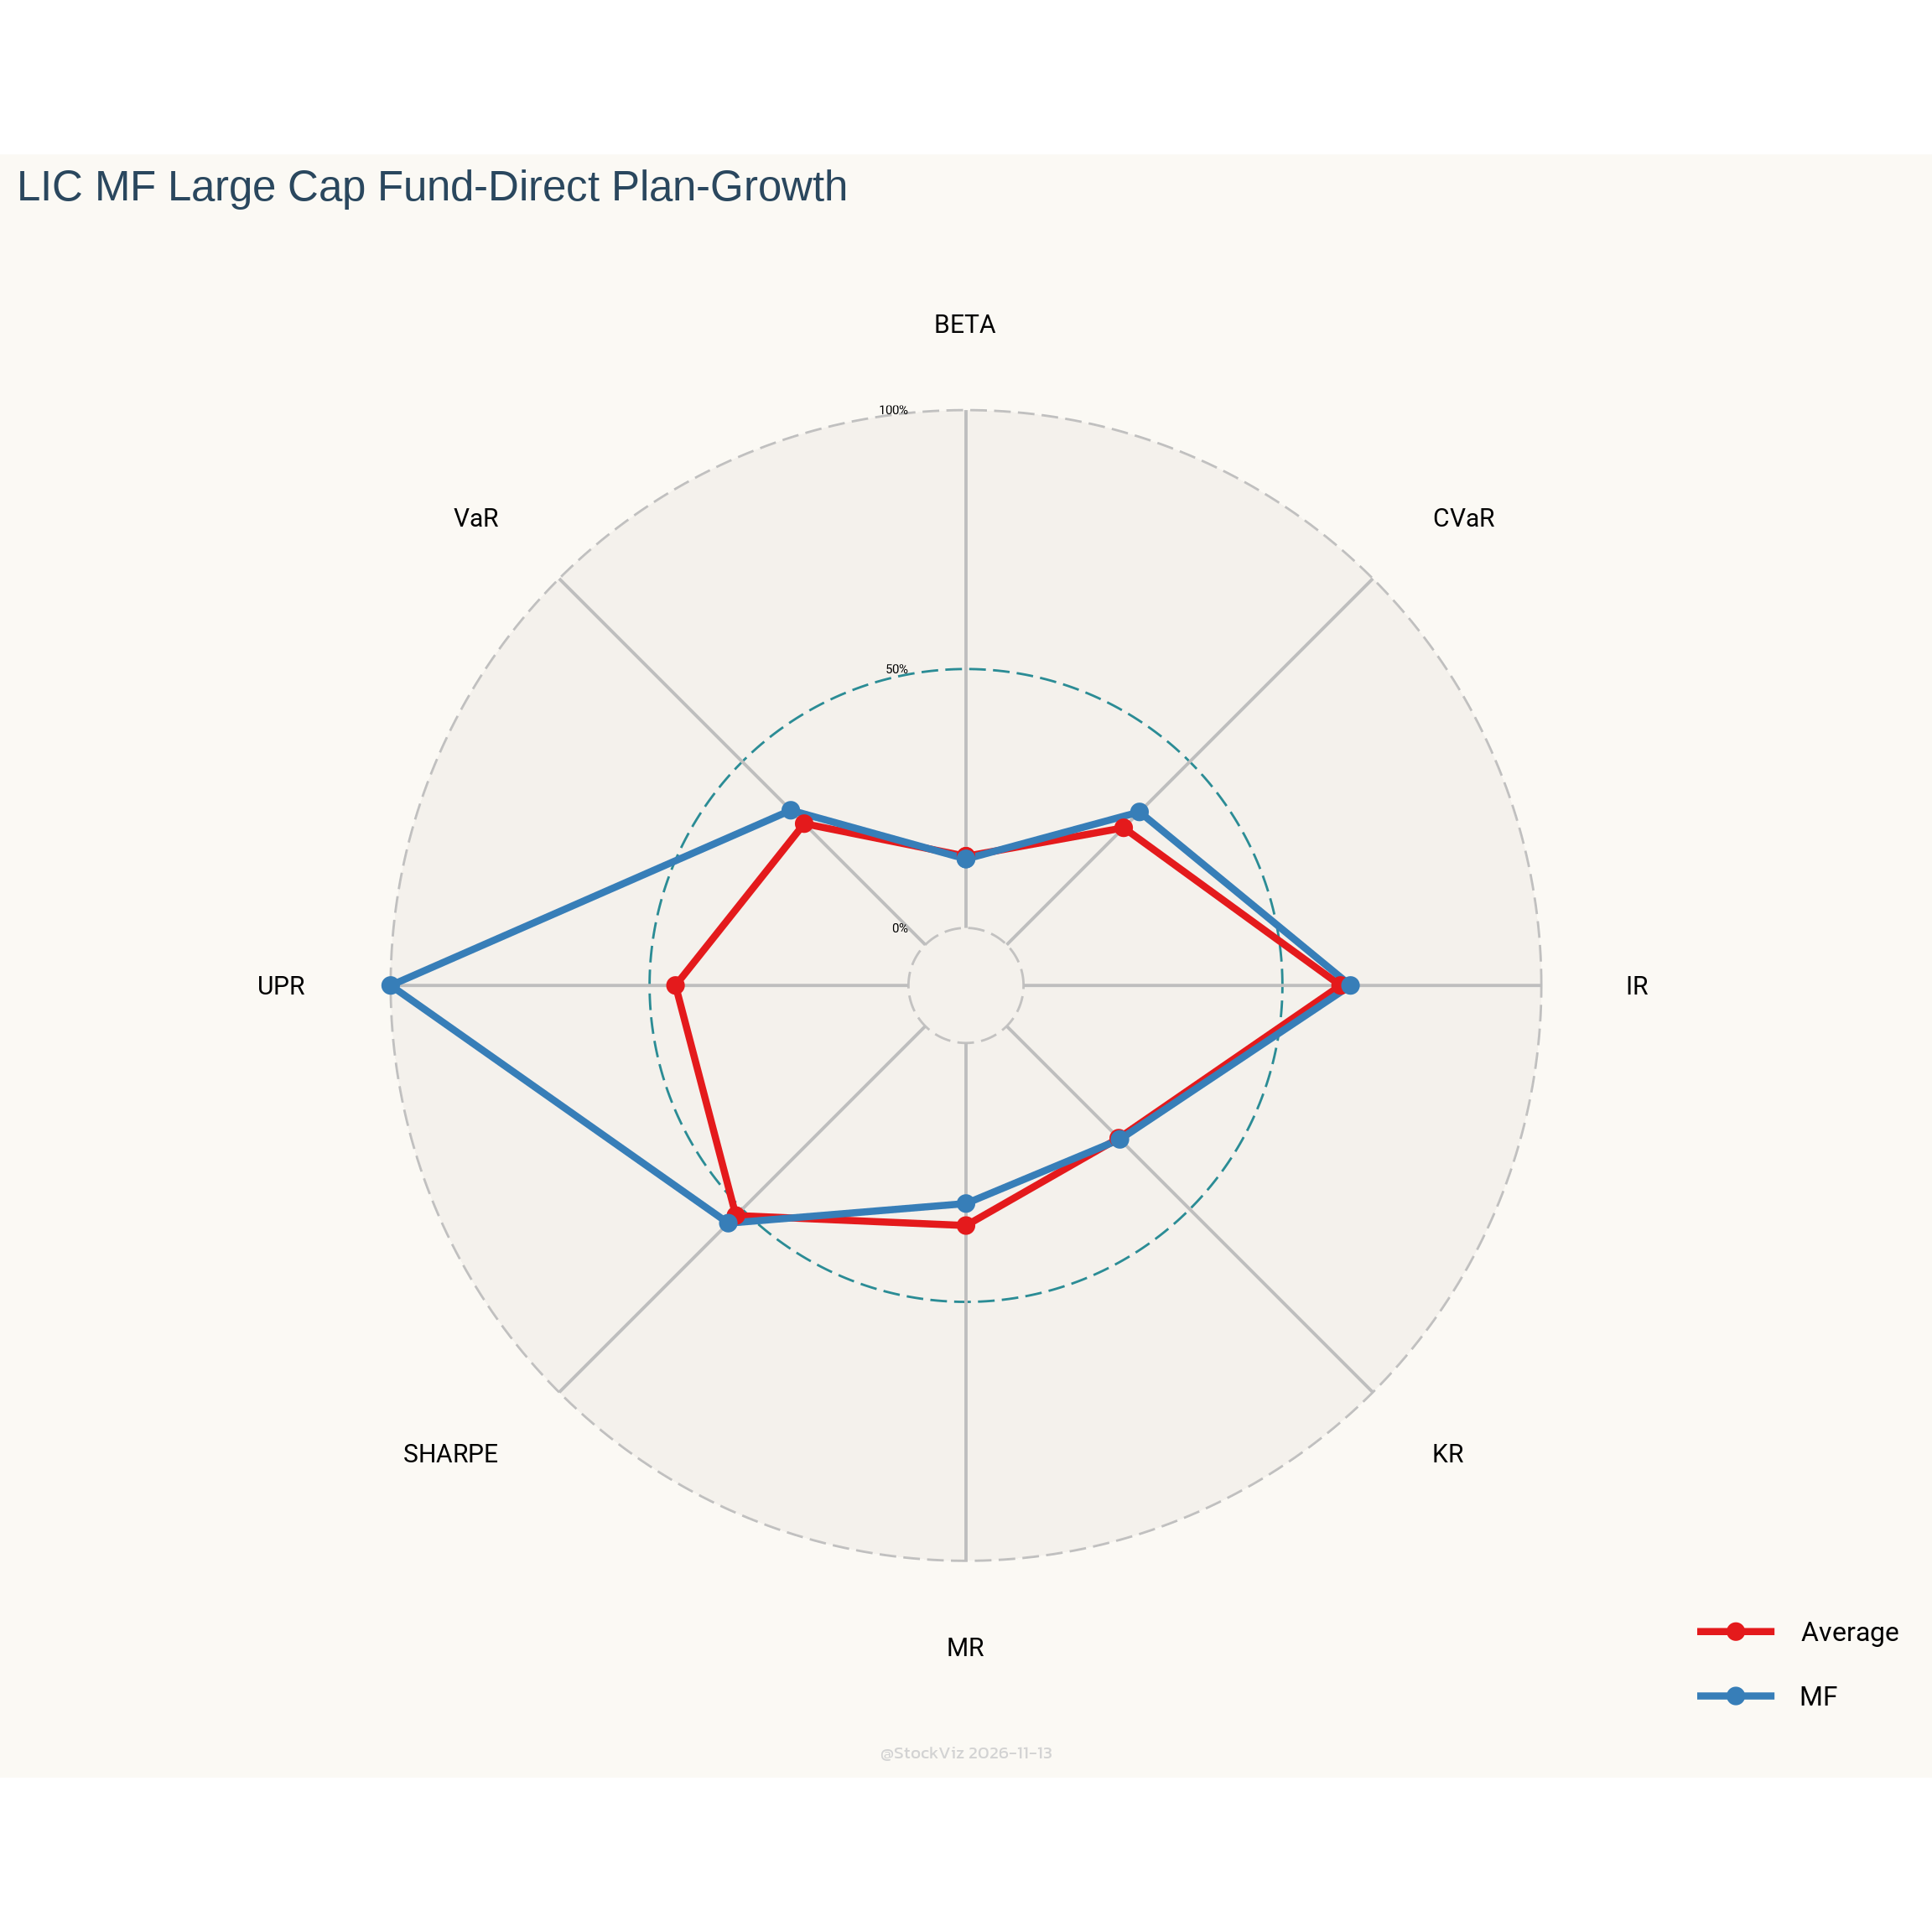 LIC MF Large Cap Fund-Direct Plan-Growth
BETA
100%
VaR
CVaR
50%
0%
UPR
IR
SHARPE
KR
MR
Average
MF
@StockViz 2026-11-13